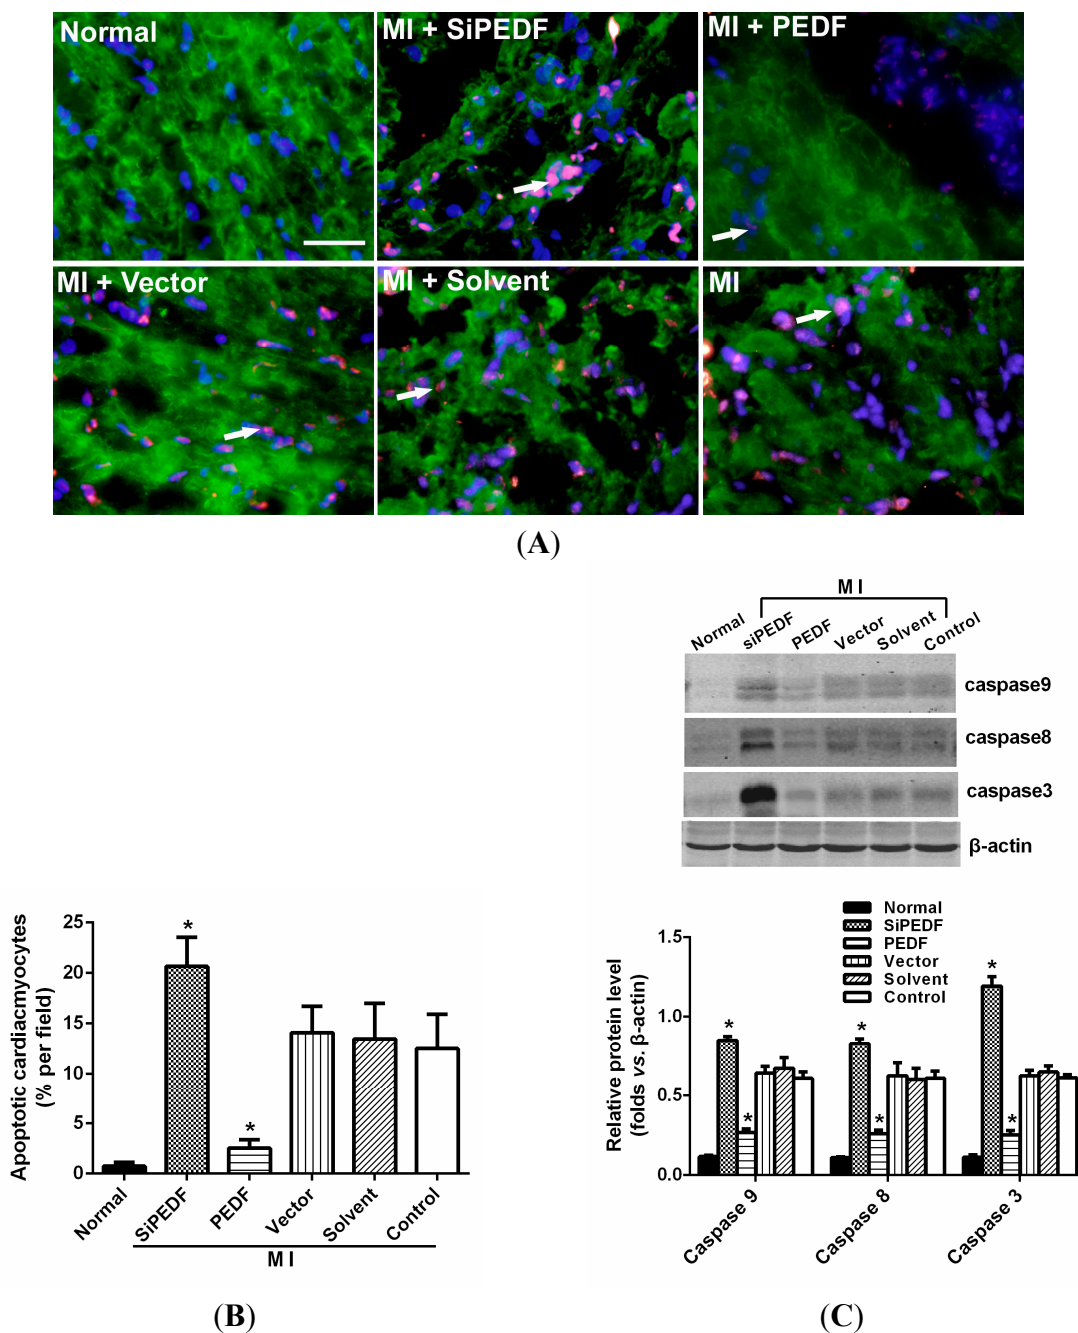 Normal
MI + SiPEDF
MI + PEDF
MI + Vector
MI + Solvent
MI
(A)
M I
Normal
siPEDF
PEDF
Vector
Solvent
Control
caspase9
caspase8
caspase3
β-actin
Apoptotic cardiacmyocytes
(% per field)
25
20
15
10
5
0
*
*
Normal
SiPEDF
PEDF
Vector
Solvent
Control
M I
(B)
Normal
SiPEDF
PEDF
Vector
Solvent
Control
Relative protein level
(folds vs. β-actin)
1.5
1.0
0.5
0.0
*
*
*
*
*
*
Caspase 9
Caspase 8
Caspase 3
(C)